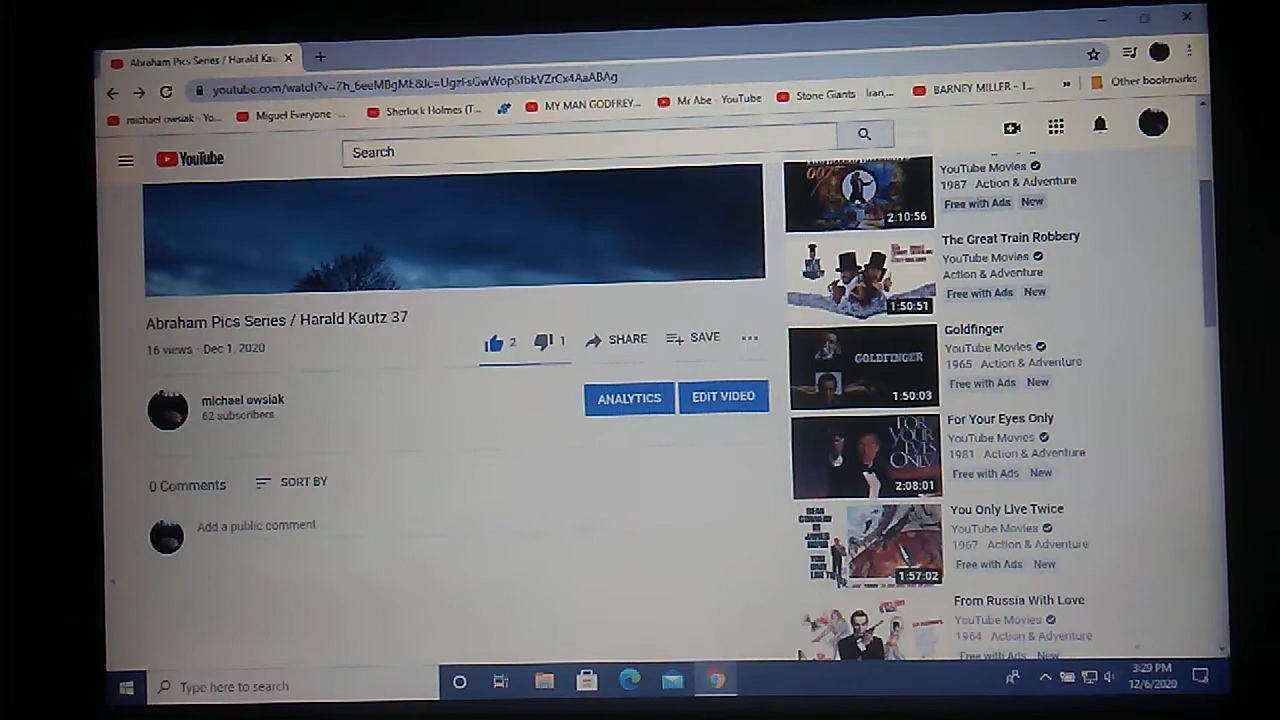 Abraham Pics Series / Harald Kau
youtube.com/watch?v=
michael owsiak - Yo...
Miguel Everyone -...
Sherlock Holmes (T...
MY MAN GODFREY...
Mr Abe - YouTube
Stone Giants - Iran,...
BARNEY MILLER - 1...
»
Other bookmarks
YouTube
Search
Abraham Pics Series / Harald Kautz 37
16 views · Dec 1, 2020
2
1
SHARE
SAVE
michael owsiak
62 subscribers
ANALYTICS
EDIT VIDEO
0 Comments
SORT BY
Add a public comment
007
2:10:56
YouTube Movies
1987 · Action & Adventure
Free with Ads New
1:50:51
The Great Train Robbery
YouTube Movies
Action & Adventure
Free with Ads New
GOLDFINGER
1:50:03
Goldfinger
YouTube Movies
1965 · Action & Adventure
Free with Ads New
FOR
YOUR
EYES
ONLY
2:08:01
For Your Eyes Only
YouTube Movies
1981 · Action & Adventure
Free with Ads New
1:57:02
You Only Live Twice
YouTube Movies
1967 · Action & Adventure
Free with Ads New
From Russia With Love
YouTube Movies
1964 · Action & Adventure
Free with Ads New
Type here to search
3:29 PM
12/6/2020